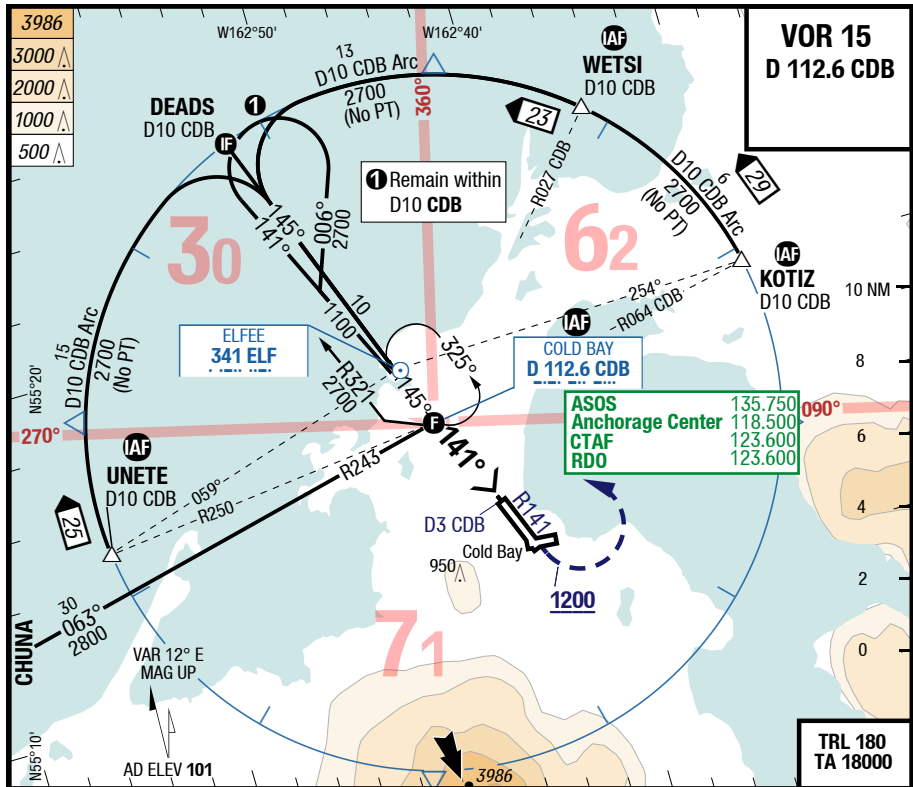 3986
3000
2000
1000
500
W162°50'
W162°40'
VOR 15
D 112.6 CDB
IAF
WETSI
D10 CDB
13
D10 CDB Arc
2700
(No PT)
360°
23
DEADS
D10 CDB
1
IF
1 Remain within
D10 CDB
R027 CDB
6
D10 CDB Arc
2700
(No PT)
29
IAF
KOTIZ
D10 CDB
30
62
145°
141°
006°
2700
10
1100
254°
R064 CDB
10 NM
8
6
4
2
0
15
D10 CDB Arc
2700
(No PT)
ELFEE
341 ELF
R321
2700
145°
325°
IAF
COLD BAY
D 112.6 CDB
N55°20'
270°
090°
F
141°
ASOS 135.750
Anchorage Center 118.500
CTAF 123.600
RDO 123.600
IAF
UNETE
D10 CDB
059°
R250
R243
25
D3 CDB
R141
Cold Bay
950
1200
30
063°
2800
CHUNA
71
VAR 12° E
MAG UP
AD ELEV 101
N55°10'
3986
TRL 180
TA 18000